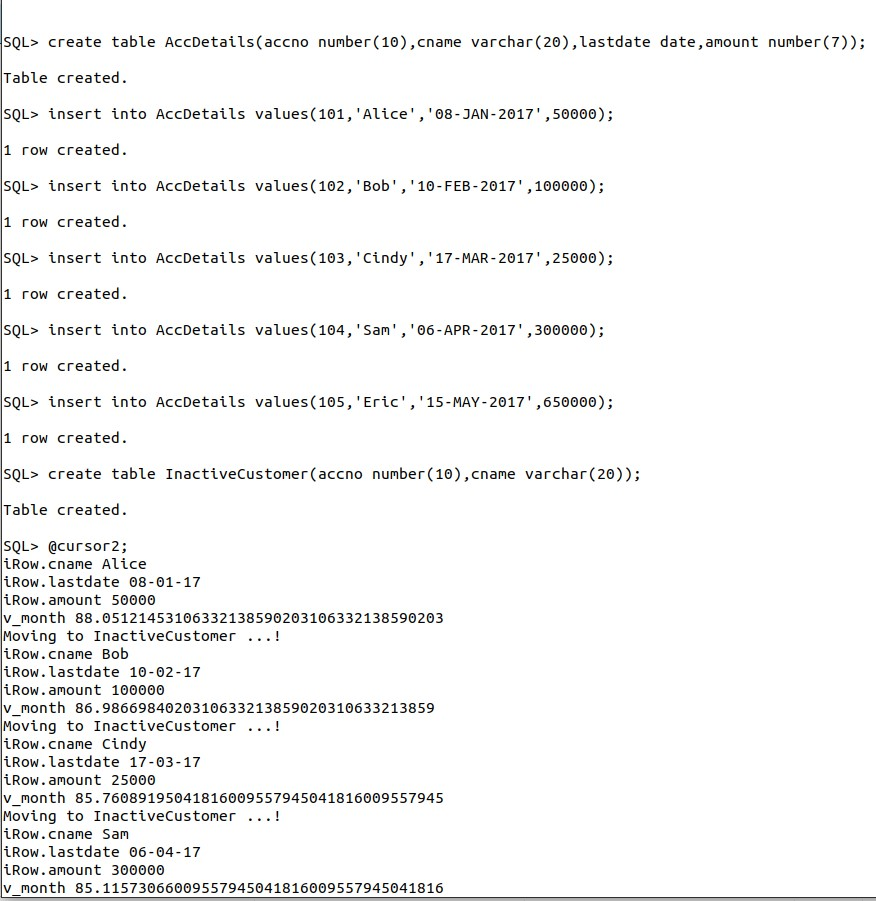 SQL> create table AccDetails(accno number(10),cname varchar(20),lastdate date,amount number(7));
Table created.
SQL> insert into AccDetails values(101,'Alice','08-JAN-2017',50000);
1 row created.
SQL> insert into AccDetails values(102,'Bob','10-FEB-2017',100000);
1 row created.
SQL> insert into AccDetails values(103,'Cindy','17-MAR-2017',25000);
1 row created.
SQL> insert into AccDetails values(104,'Sam','06-APR-2017',300000);
1 row created.
SQL> insert into AccDetails values(105,'Eric','15-MAY-2017',650000);
1 row created.
SQL> create table InactiveCustomer(accno number(10),cname varchar(20));
Table created.
SQL> @cursor2;
iRow.cname Alice
iRow.lastdate 08-01-17
iRow.amount 50000
v_month 88.0512145310633213859020310633213859​0203
Moving to InactiveCustomer ...!
iRow.cname Bob
iRow.lastdate 10-02-17
iRow.amount 100000
v_month 86.98669840203106332138590203106332​13859
Moving to InactiveCustomer ...!
iRow.cname Cindy
iRow.lastdate 17-03-17
iRow.amount 25000
v_month 85.76089195041816009557945041816009557945
Moving to InactiveCustomer ...!
iRow.cname Sam
iRow.lastdate 06-04-17
iRow.amount 300000
v_month 85.11573066009557945041816009557945041816